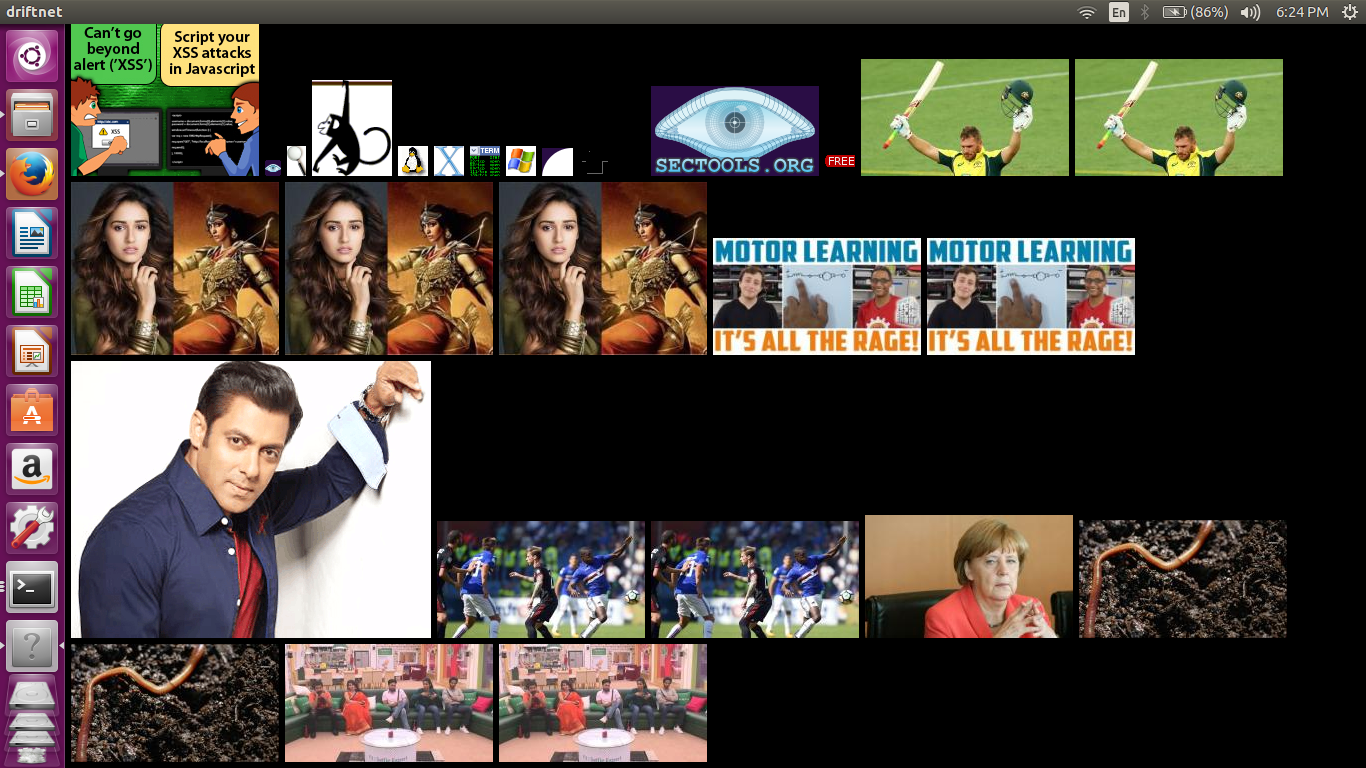 driftnet
En
(86%)
6:24 PM
Can't go
beyond
alert ('XSS')
Script your
XSS attacks
in Javascript
XSS
TERM
SECTOOLS.ORG
FREE
MOTOR LEARNING
IT'S ALL THE RAGE!
MOTOR LEARNING
IT'S ALL THE RAGE!